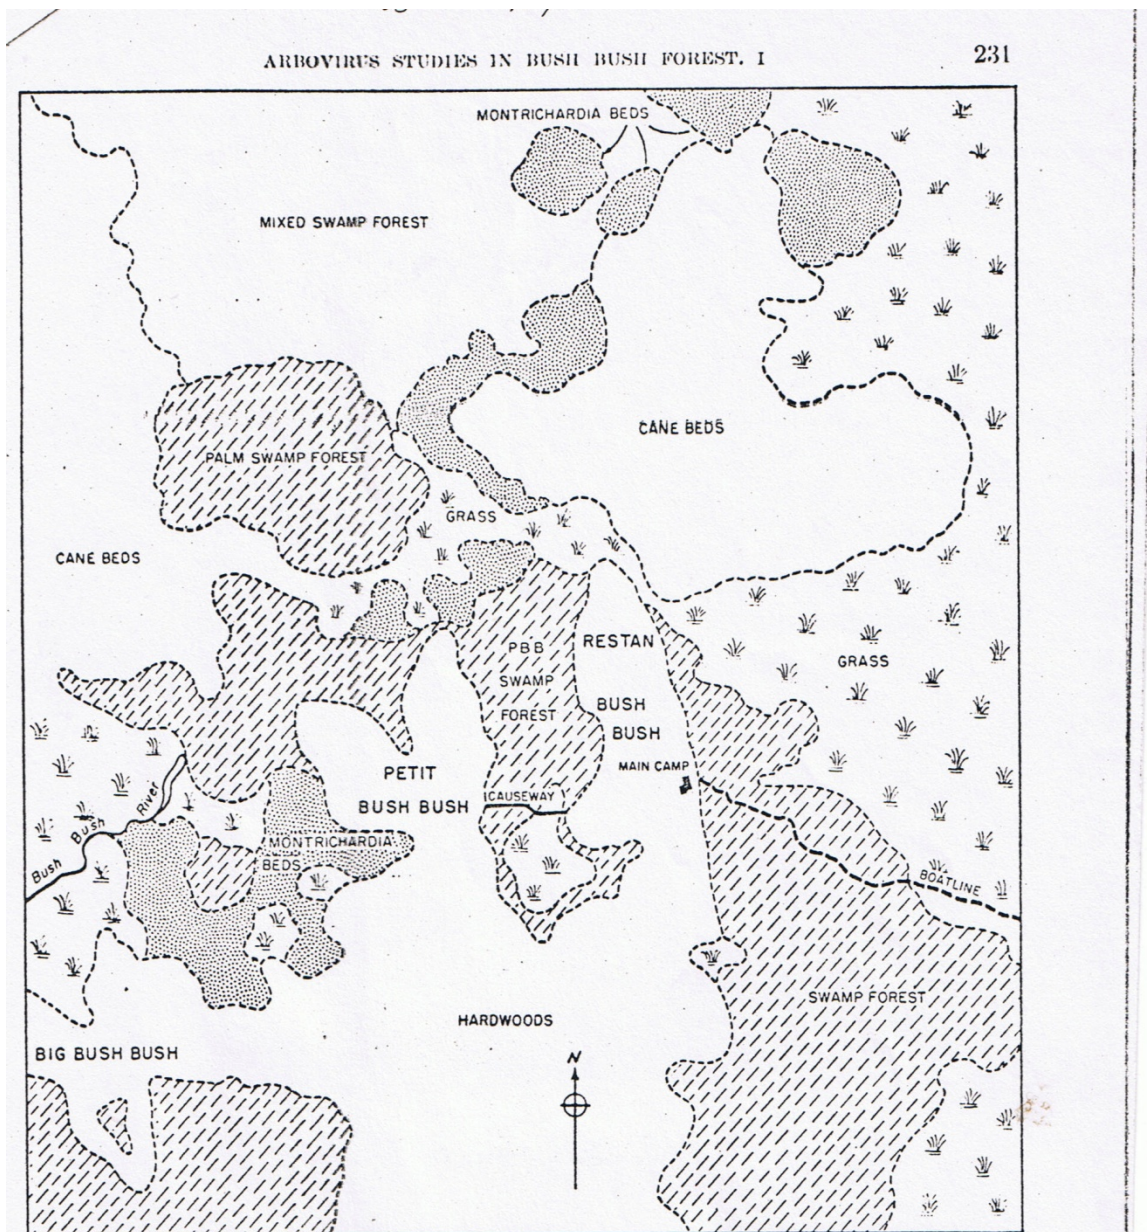 ARBOVIRUS STUDIES IN BUSH BUSH FOREST. I
231
MONTRICHARDIA BEDS
MIXED SWAMP FOREST
CANE BEDS
PALM SWAMP FOREST
GRASS
CANE BEDS
PBB
SWAMP
FOREST
RESTAN
BUSH
BUSH
GRASS
MAIN CAMP
PETIT
BUSH BUSH
CAUSEWAY
Bush Bush River
MONTRICHARDIA
BEDS
BOATLINE
SWAMP FOREST
HARDWOODS
BIG BUSH BUSH
N